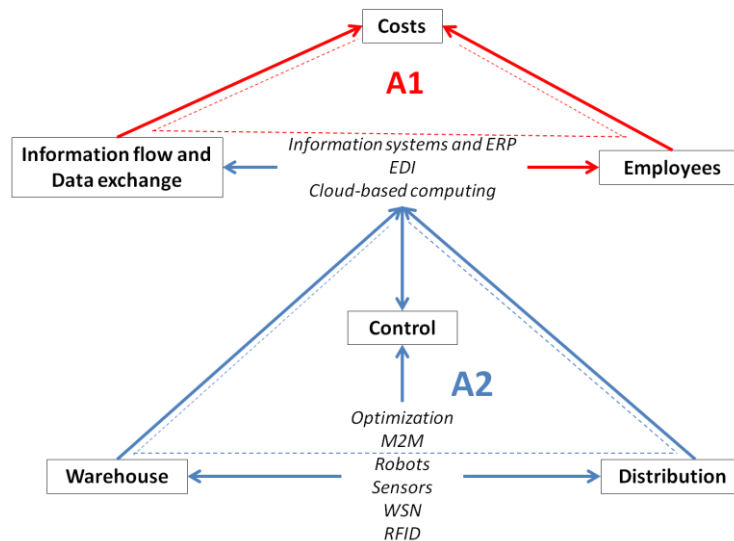 Costs
A1
Information flow and
Data exchange
Information systems and ERP
EDI
Cloud-based computing
Employees
Control
A2
Optimization
M2M
Robots
Sensors
WSN
RFID
Warehouse
Distribution